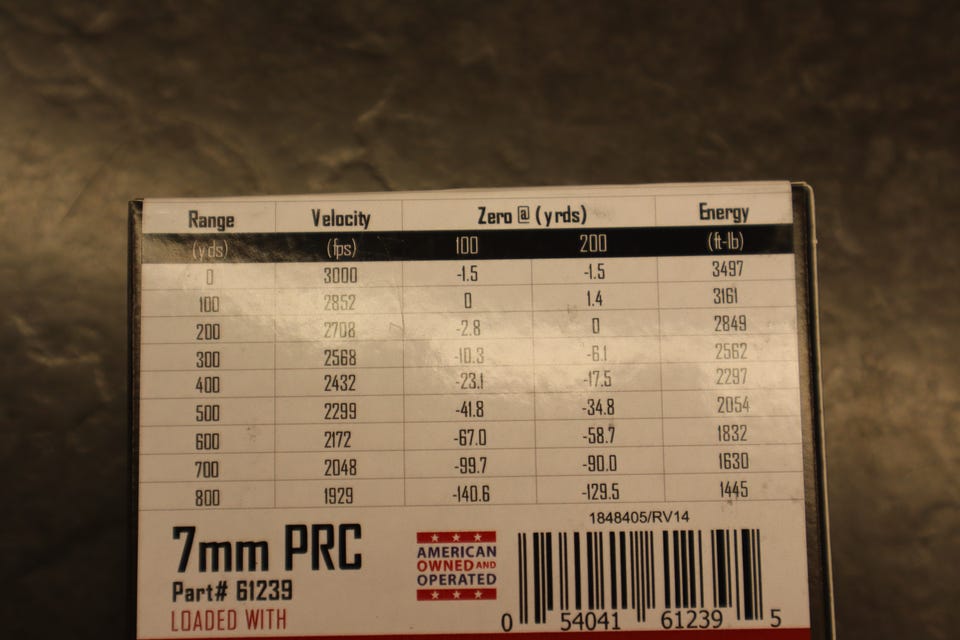 Range Velocity Zero @ (yrds) Energy
(yds) (fps) 100 200 (ft-lb)
0 3000 -1.5 -1.5 3497
100 2852 0 1.4 3161
200 2708 -2.8 0 2849
300 2568 -10.3 -6.1 2562
400 2432 -23.1 -17.5 2297
500 2299 -41.8 -34.8 2054
600 2172 -67.0 -58.7 1832
700 2048 -99.7 -90.0 1630
800 1929 -140.6 -129.5 1445
1848405/RV14
7mm PRC
Part# 61239
LOADED WITH
AMERICAN
OWNED AND
OPERATED
0 54041 61239 5